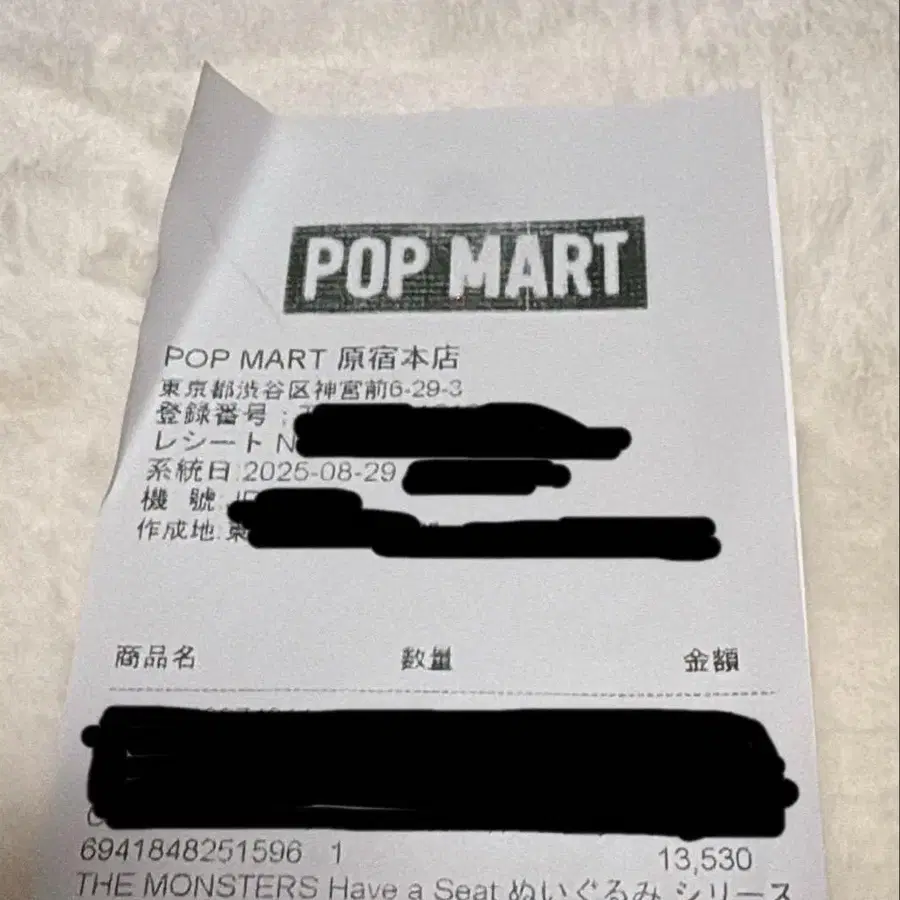 POP MART
POP MART 原宿本店
東京都渋谷区神宮前6-29-3
登録番号:
レシート N
系統日:2025-08-29
機 號:
作成地:東
商品名 数量 金額
6941848251596 1 13,530
THE MONSTERS Have a Seat ぬいぐるみ シリーズ